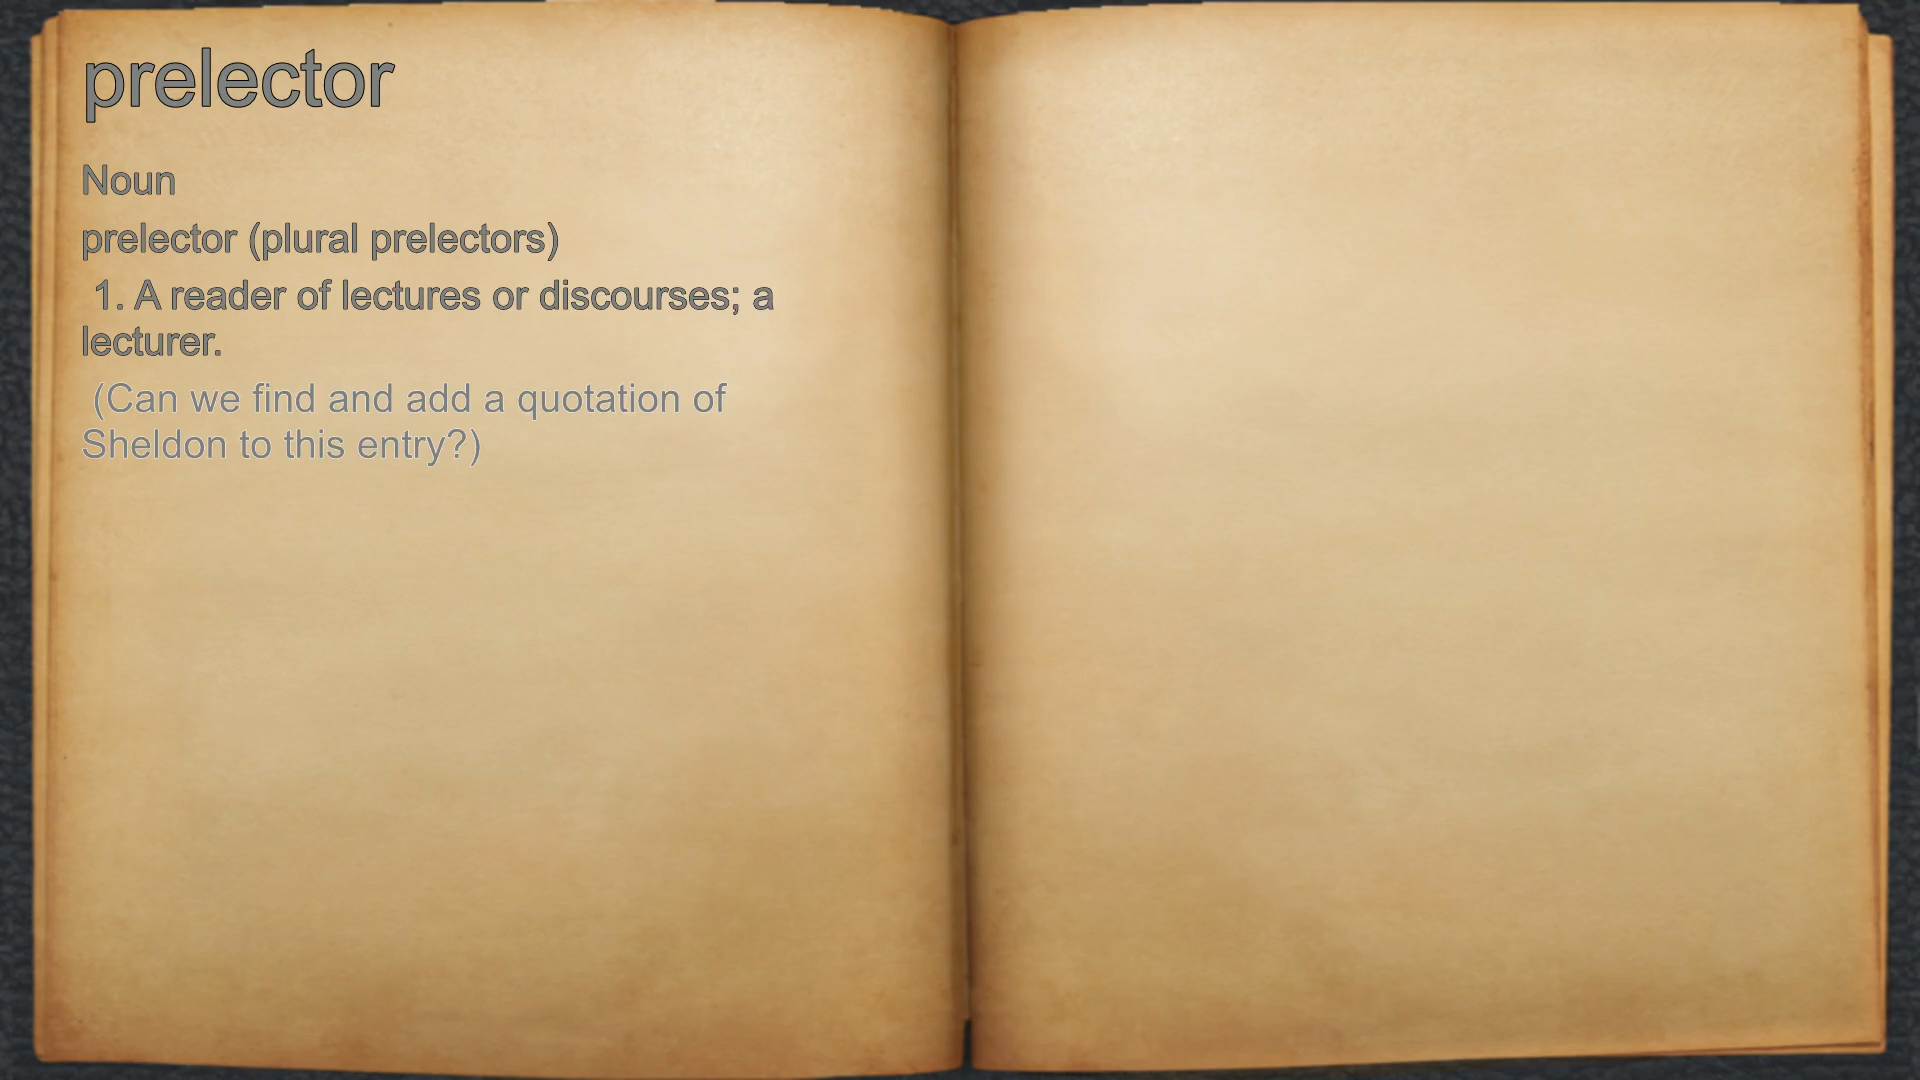 prelector
Noun
prelector (plural prelectors)
1. A reader of lectures or discourses; a
lecturer.
(Can we find and add a quotation of
Sheldon to this entry?)